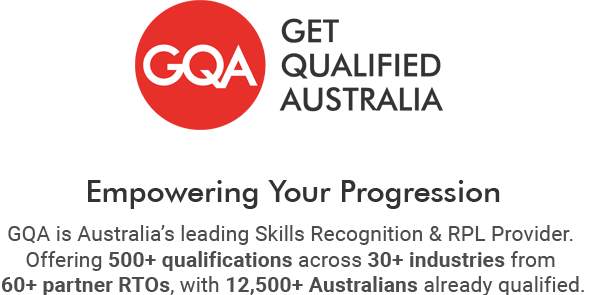 GQA
GET
QUALIFIED
AUSTRALIA
Empowering Your Progression
GQA is Australia’s leading Skills Recognition & RPL Provider.
Offering 500+ qualifications across 30+ industries from
60+ partner RTOs, with 12,500+ Australians already qualified.